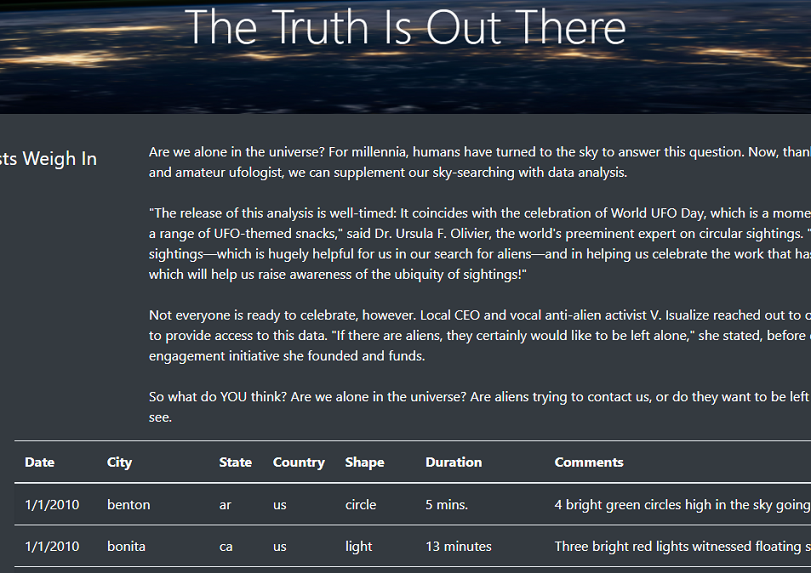 The Truth Is Out There
sts Weigh In
Are we alone in the universe? For millennia, humans have turned to the sky to answer this question. Now, than
and amateur ufologist, we can supplement our sky-searching with data analysis.
"The release of this analysis is well-timed: It coincides with the celebration of World UFO Day, which is a mome
a range of UFO-themed snacks," said Dr. Ursula F. Olivier, the world's preeminent expert on circular sightings. "
sightings—which is hugely helpful for us in our search for aliens—and in helping us celebrate the work that has
which will help us raise awareness of the ubiquity of sightings!"
Not everyone is ready to celebrate, however. Local CEO and vocal anti-alien activist V. Isualize reached out to o
to provide access to this data. "If there are aliens, they certainly would like to be left alone," she stated, before
engagement initiative she founded and funds.
So what do YOU think? Are we alone in the universe? Are aliens trying to contact us, or do they want to be left
see.
Date City State Country Shape Duration Comments
1/1/2010 benton ar us circle 5 mins. 4 bright green circles high in the sky going
1/1/2010 bonita ca us light 13 minutes Three bright red lights witnessed floating s